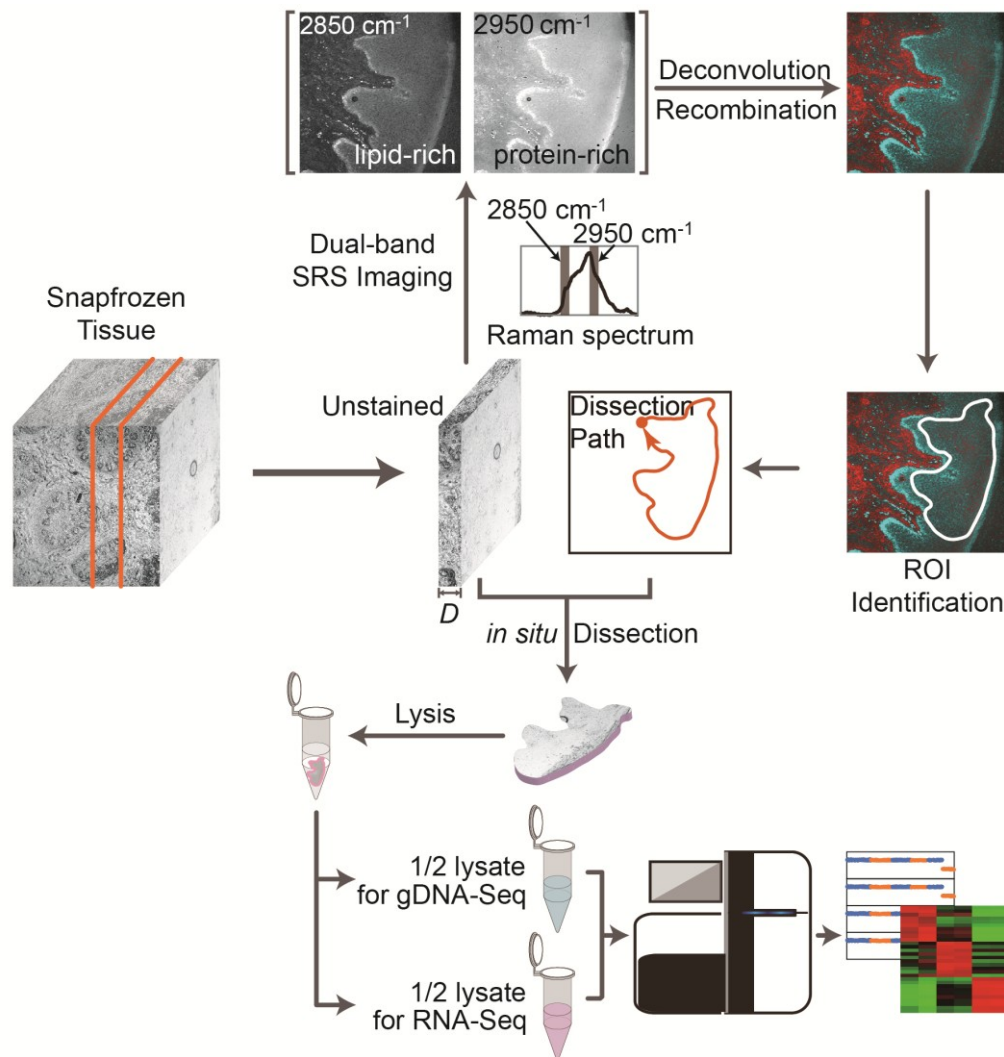 2850 cm⁻¹
lipid-rich
2950 cm⁻¹
protein-rich
Deconvolution
Recombination
Dual-band
SRS Imaging
2850 cm⁻¹
2950 cm⁻¹
Raman spectrum
Snapfrozen
Tissue
Unstained
D
Dissection
Path
ROI
Identification
in situ Dissection
Lysis
1/2 lysate
for gDNA-Seq
1/2 lysate
for RNA-Seq